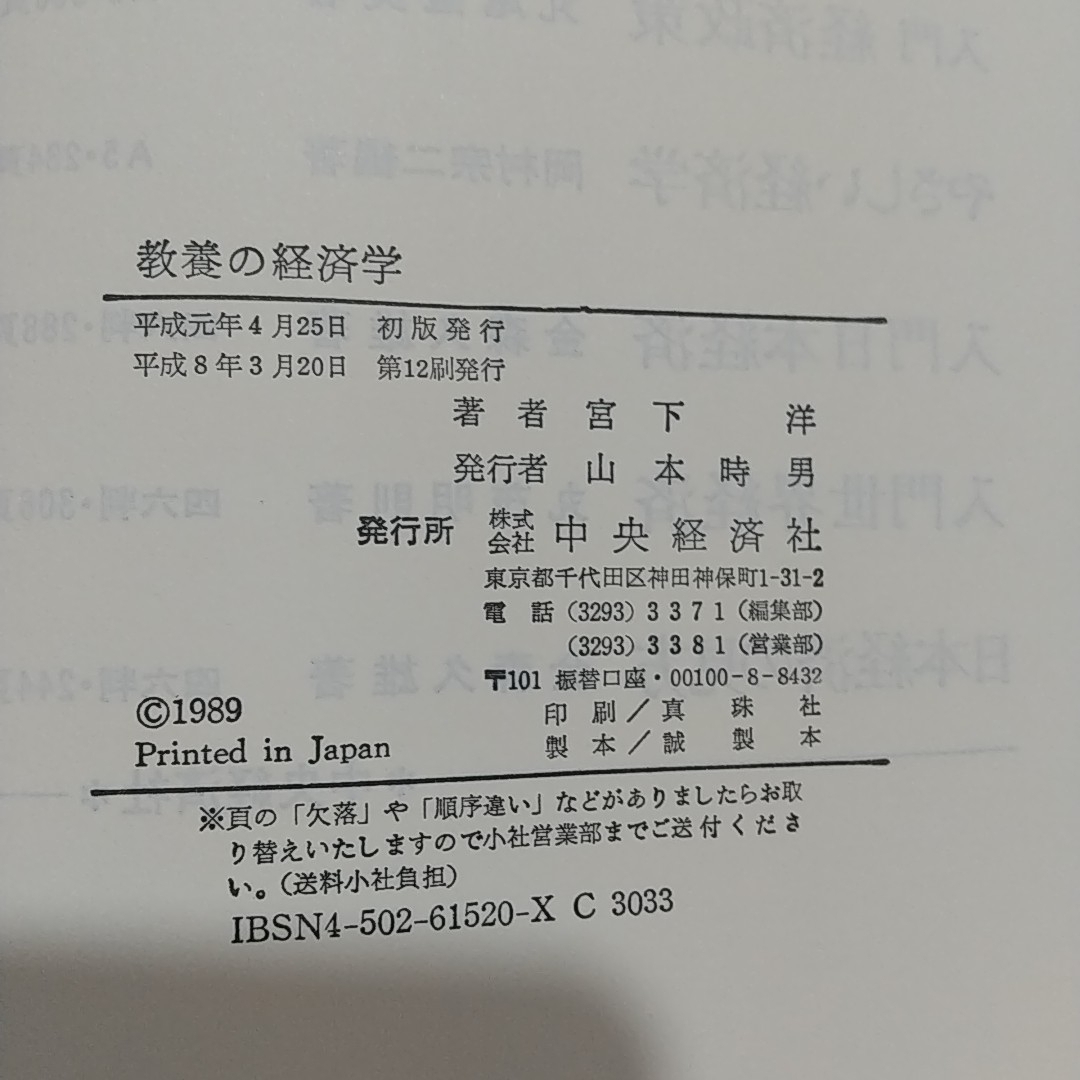 教養の経済学
平成元年4月25日 初版発行
平成8年3月20日 第12刷発行
著者 宮下 洋
発行者 山本時男
発行所 株式会社 中央経済社
東京都千代田区神田神保町1-31-2
電話 (3293) 3371 (編集部)
(3293) 3381 (営業部)
〒101 振替口座・00100-8-8432
印刷/真珠社
製本/誠製本
©1989
Printed in Japan
※頁の「欠落」や「順序違い」などがありましたらお取
り替えいたしますので小社営業部までご送付くださ
い。(送料小社負担)
IBSN4-502-61520-X C 3033